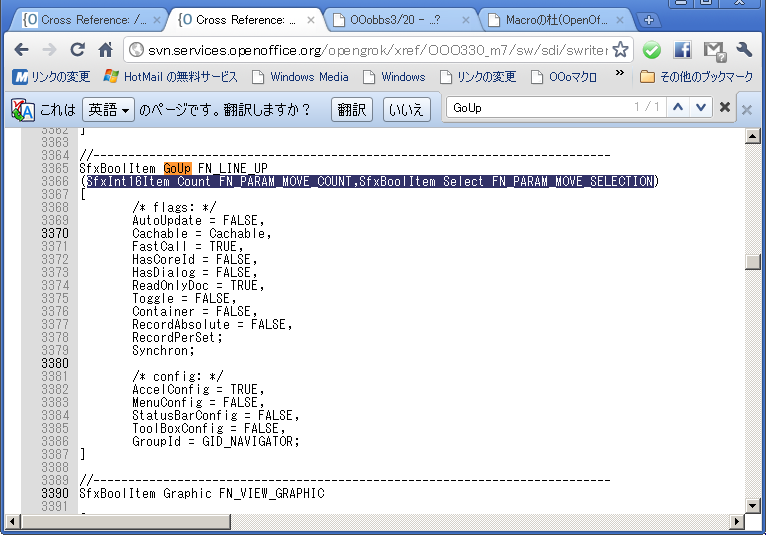 Cross Reference: /...
Cross Reference: ...
OOobbs3/20 - ...?
Macroの杜(OpenOf...
svn.services.openoffice.org/opengrok/xref/OOO330_m7/sw/sdi/swriter
リンクの変更 HotMail の無料サービス Windows Media Windows リンクの変更 OOoマクロ » その他のブックマーク
これは 英語 のページです。翻訳しますか? 翻訳 いいえ GoUp 1 / 1
3362 ]
3363
3364 //---------------------------------------------------------------------------
3365 SfxBoolItem GoUp FN_LINE_UP
3366 (SfxInt16Item Count FN_PARAM_MOVE_COUNT,SfxBoolItem Select FN_PARAM_MOVE_SELECTION)
3367 [
3368 /* flags: */
3369 AutoUpdate = FALSE,
3370 Cachable = Cachable,
3371 FastCall = TRUE,
3372 HasCoreId = FALSE,
3373 HasDialog = FALSE,
3374 ReadOnlyDoc = TRUE,
3375 Toggle = FALSE,
3376 Container = FALSE,
3377 RecordAbsolute = FALSE,
3378 RecordPerSet;
3379 Synchron;
3380
3381 /* config: */
3382 AccelConfig = TRUE,
3383 MenuConfig = FALSE,
3384 StatusBarConfig = FALSE,
3385 ToolBoxConfig = FALSE,
3386 GroupId = GID_NAVIGATOR;
3387 ]
3388
3389 //---------------------------------------------------------------------------
3390 SfxBoolItem Graphic FN_VIEW_GRAPHIC
3391